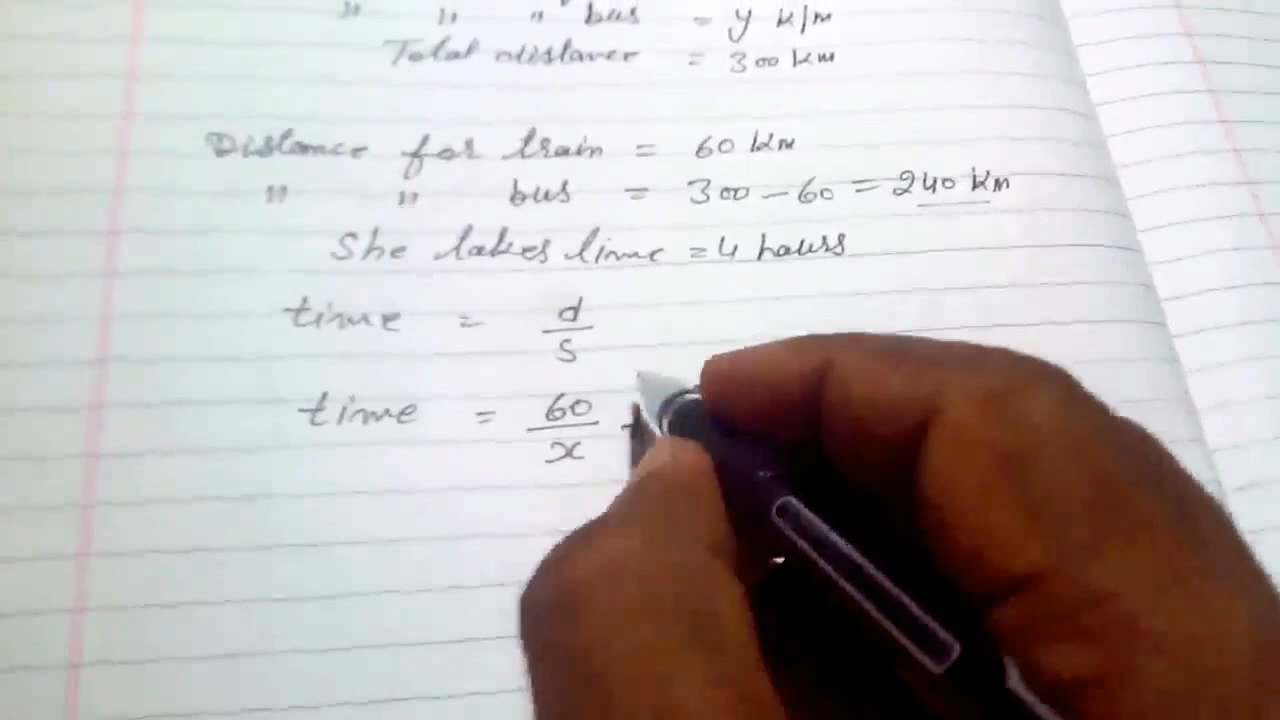 " " " bus = y k/m
Total distance = 300 km
Distance for train = 60 km
" " bus = 300 - 60 = 240 km
She takes time = 4 hours
time = d/s
time = 60/x +